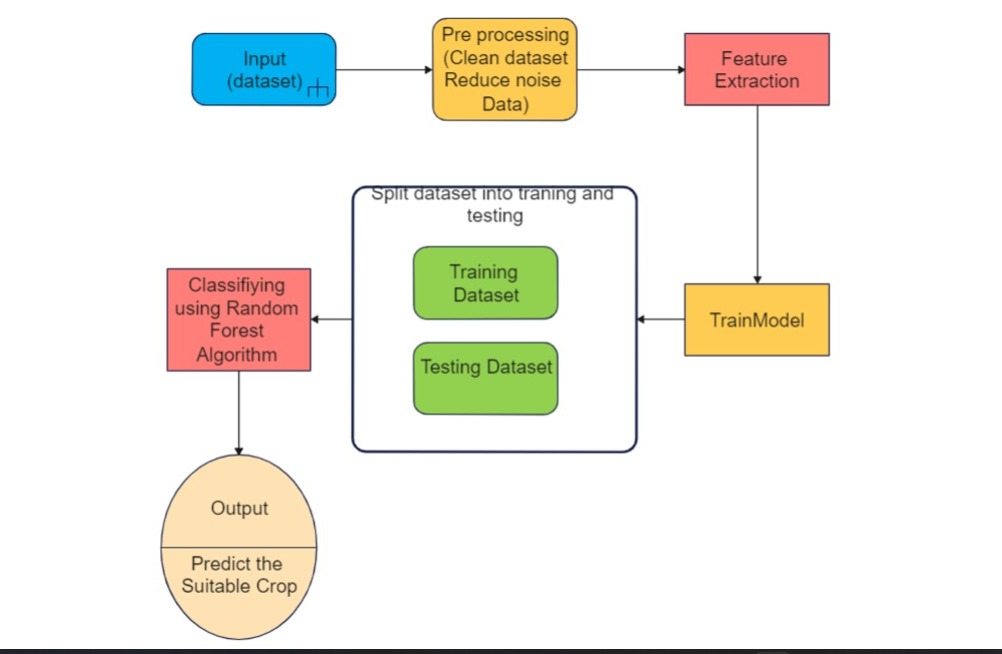 Input
(dataset)
Pre processing
(Clean dataset
Reduce noise
Data)
Feature
Extraction
Split dataset into traning and
testing
Training
Dataset
Testing Dataset
TrainModel
Classifiying
using Random
Forest
Algorithm
Output
Predict the
Suitable Crop